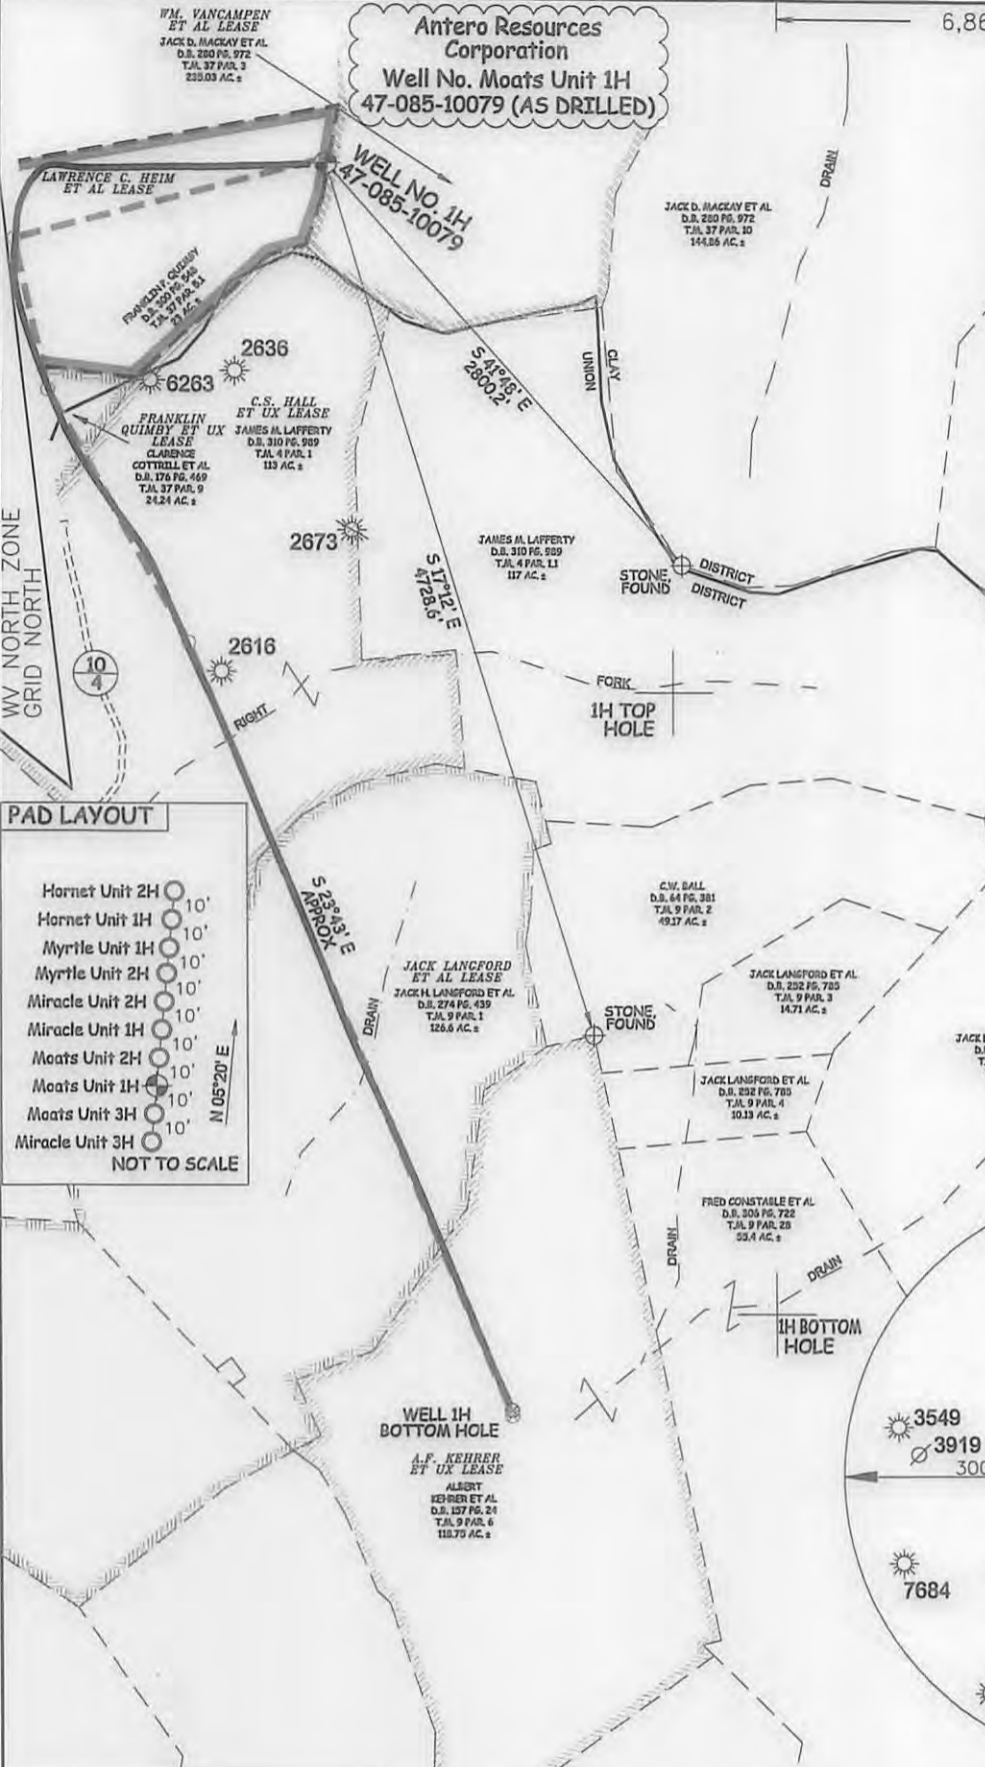 WM. VANCAMPEN
ET AL LEASE
JACK D. MACKAY ET AL
D.B. 280 PG. 972
T.M. 37 PAR. 3
235.03 AC.±
Antero Resources
Corporation
Well No. Moats Unit 1H
47-085-10079 (AS DRILLED)
6,86
LAWRENCE C. HEIM
ET AL LEASE
WELL NO. 1H
47-085-10079
JACK D. MACKAY ET AL
D.B. 280 PG. 972
T.M. 37 PAR. 10
144.86 AC.±
DRAIN
FRANKLIN P. QUIMBY
D.B. 300 PG. 548
T.M. 37 PAR. 5.1
23 AC.±
2636
6263
S 41°48' E
2800.2'
UNION
CLAY
FRANKLIN
QUIMBY ET UX
LEASE
CLARENCE
COTTRILL ET AL
D.B. 176 PG. 469
T.M. 37 PAR. 9
24.24 AC.±
C.S. HALL
ET UX LEASE
JAMES M. LAFFERTY
D.B. 310 PG. 989
T.M. 4 PAR. 1
113 AC.±
2673
S 17°12' E
4728.6'
JAMES M. LAFFERTY
D.B. 310 PG. 989
T.M. 4 PAR. 1.1
117 AC.±
STONE,
FOUND
DISTRICT
DISTRICT
WV NORTH ZONE
GRID NORTH
10
4
2616
RIGHT
FORK
1H TOP
HOLE
PAD LAYOUT
Hornet Unit 2H
10'
Hornet Unit 1H
10'
Myrtle Unit 1H
10'
Myrtle Unit 2H
10'
Miracle Unit 2H
10'
Miracle Unit 1H
10'
Moats Unit 2H
10'
Moats Unit 1H
10'
Moats Unit 3H
10'
Miracle Unit 3H
N 05°20' E
NOT TO SCALE
S 23°43' E
APPROX
C.W. BALL
D.B. 64 PG. 381
T.M. 9 PAR. 2
49.17 AC.±
JACK LANGFORD
ET AL LEASE
JACK H. LANGFORD ET AL
D.B. 274 PG. 439
T.M. 9 PAR. 1
126.6 AC.±
DRAIN
STONE,
FOUND
JACK LANGFORD ET AL
D.B. 252 PG. 785
T.M. 9 PAR. 3
14.71 AC.±
JACK LANGFORD ET AL
D.B. 252 PG. 785
T.M. 9 PAR. 4
10.13 AC.±
JACK
FRED CONSTABLE ET AL
D.B. 306 PG. 722
T.M. 9 PAR. 28
DRAIN
DRAIN
1H BOTTOM
HOLE
WELL 1H
BOTTOM HOLE
A.F. KEHRER
ET UX LEASE
ALBERT
KEHRER ET AL
D.B. 157 PG. 24
T.M. 9 PAR. 6
118.75 AC.±
3549
3919
300
7684